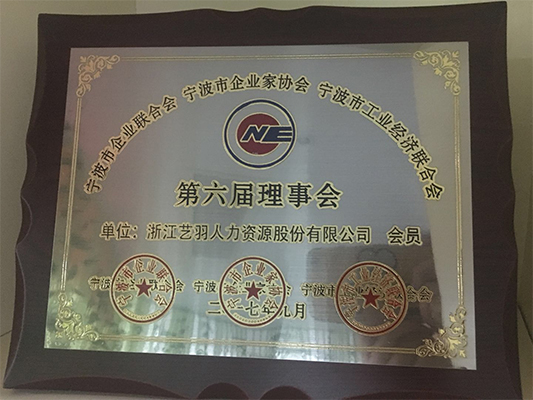 宁波市企业联合会 宁波市企业家协会 宁波市工业经济联合会
NE
第六届理事会
单位：浙江艺羽人力资源股份有限公司 会员
宁波市企业联合会 宁波市企业家协会 宁波市工业经济联合会
二〇一七年九月